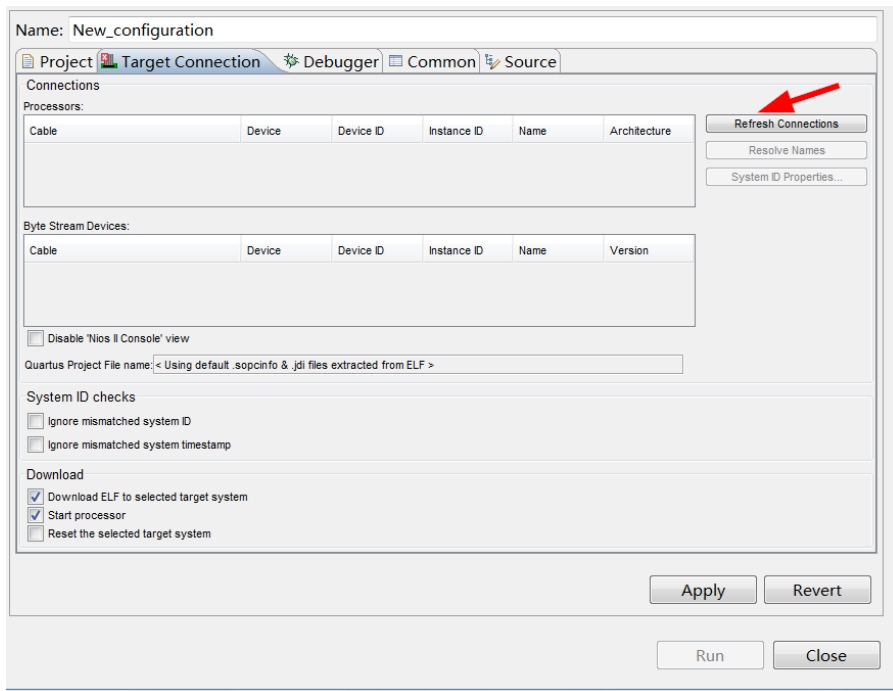 Name: New_configuration
Project Target Connection Debugger Common Source
Connections
Processors:
Cable Device Device ID Instance ID Name Architecture
Refresh Connections
Resolve Names
System ID Properties...
Byte Stream Devices:
Cable Device Device ID Instance ID Name Version
Disable 'Nios II Console' view
Quartus Project File name: < Using default .sopcinfo & .jdi files extracted from ELF >
System ID checks
Ignore mismatched system ID
Ignore mismatched system timestamp
Download
Download ELF to selected target system
Start processor
Reset the selected target system
Apply Revert
Run Close